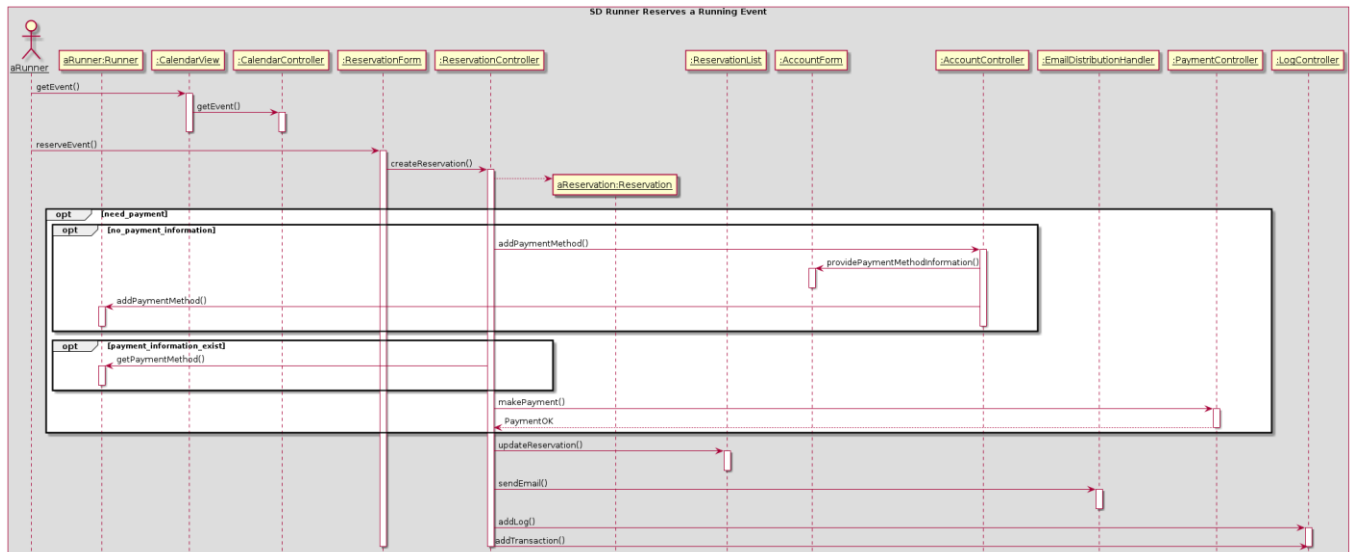 SD Runner Reserves a Running Event
aRunner
aRunner:Runner
:CalendarView
:CalendarController
:ReservationForm
:ReservationController
:ReservationList
:AccountForm
:AccountController
:EmailDistributionHandler
:PaymentController
:LogController
getEvent()
getEvent()
reserveEvent()
createReservation()
aReservation:Reservation
opt [need_payment]
opt [no_payment_information]
addPaymentMethod()
providePaymentMethodInformation()
addPaymentMethod()
opt [payment_information_exist]
getPaymentMethod()
makePayment()
PaymentOK
updateReservation()
sendEmail()
addLog()
addTransaction()